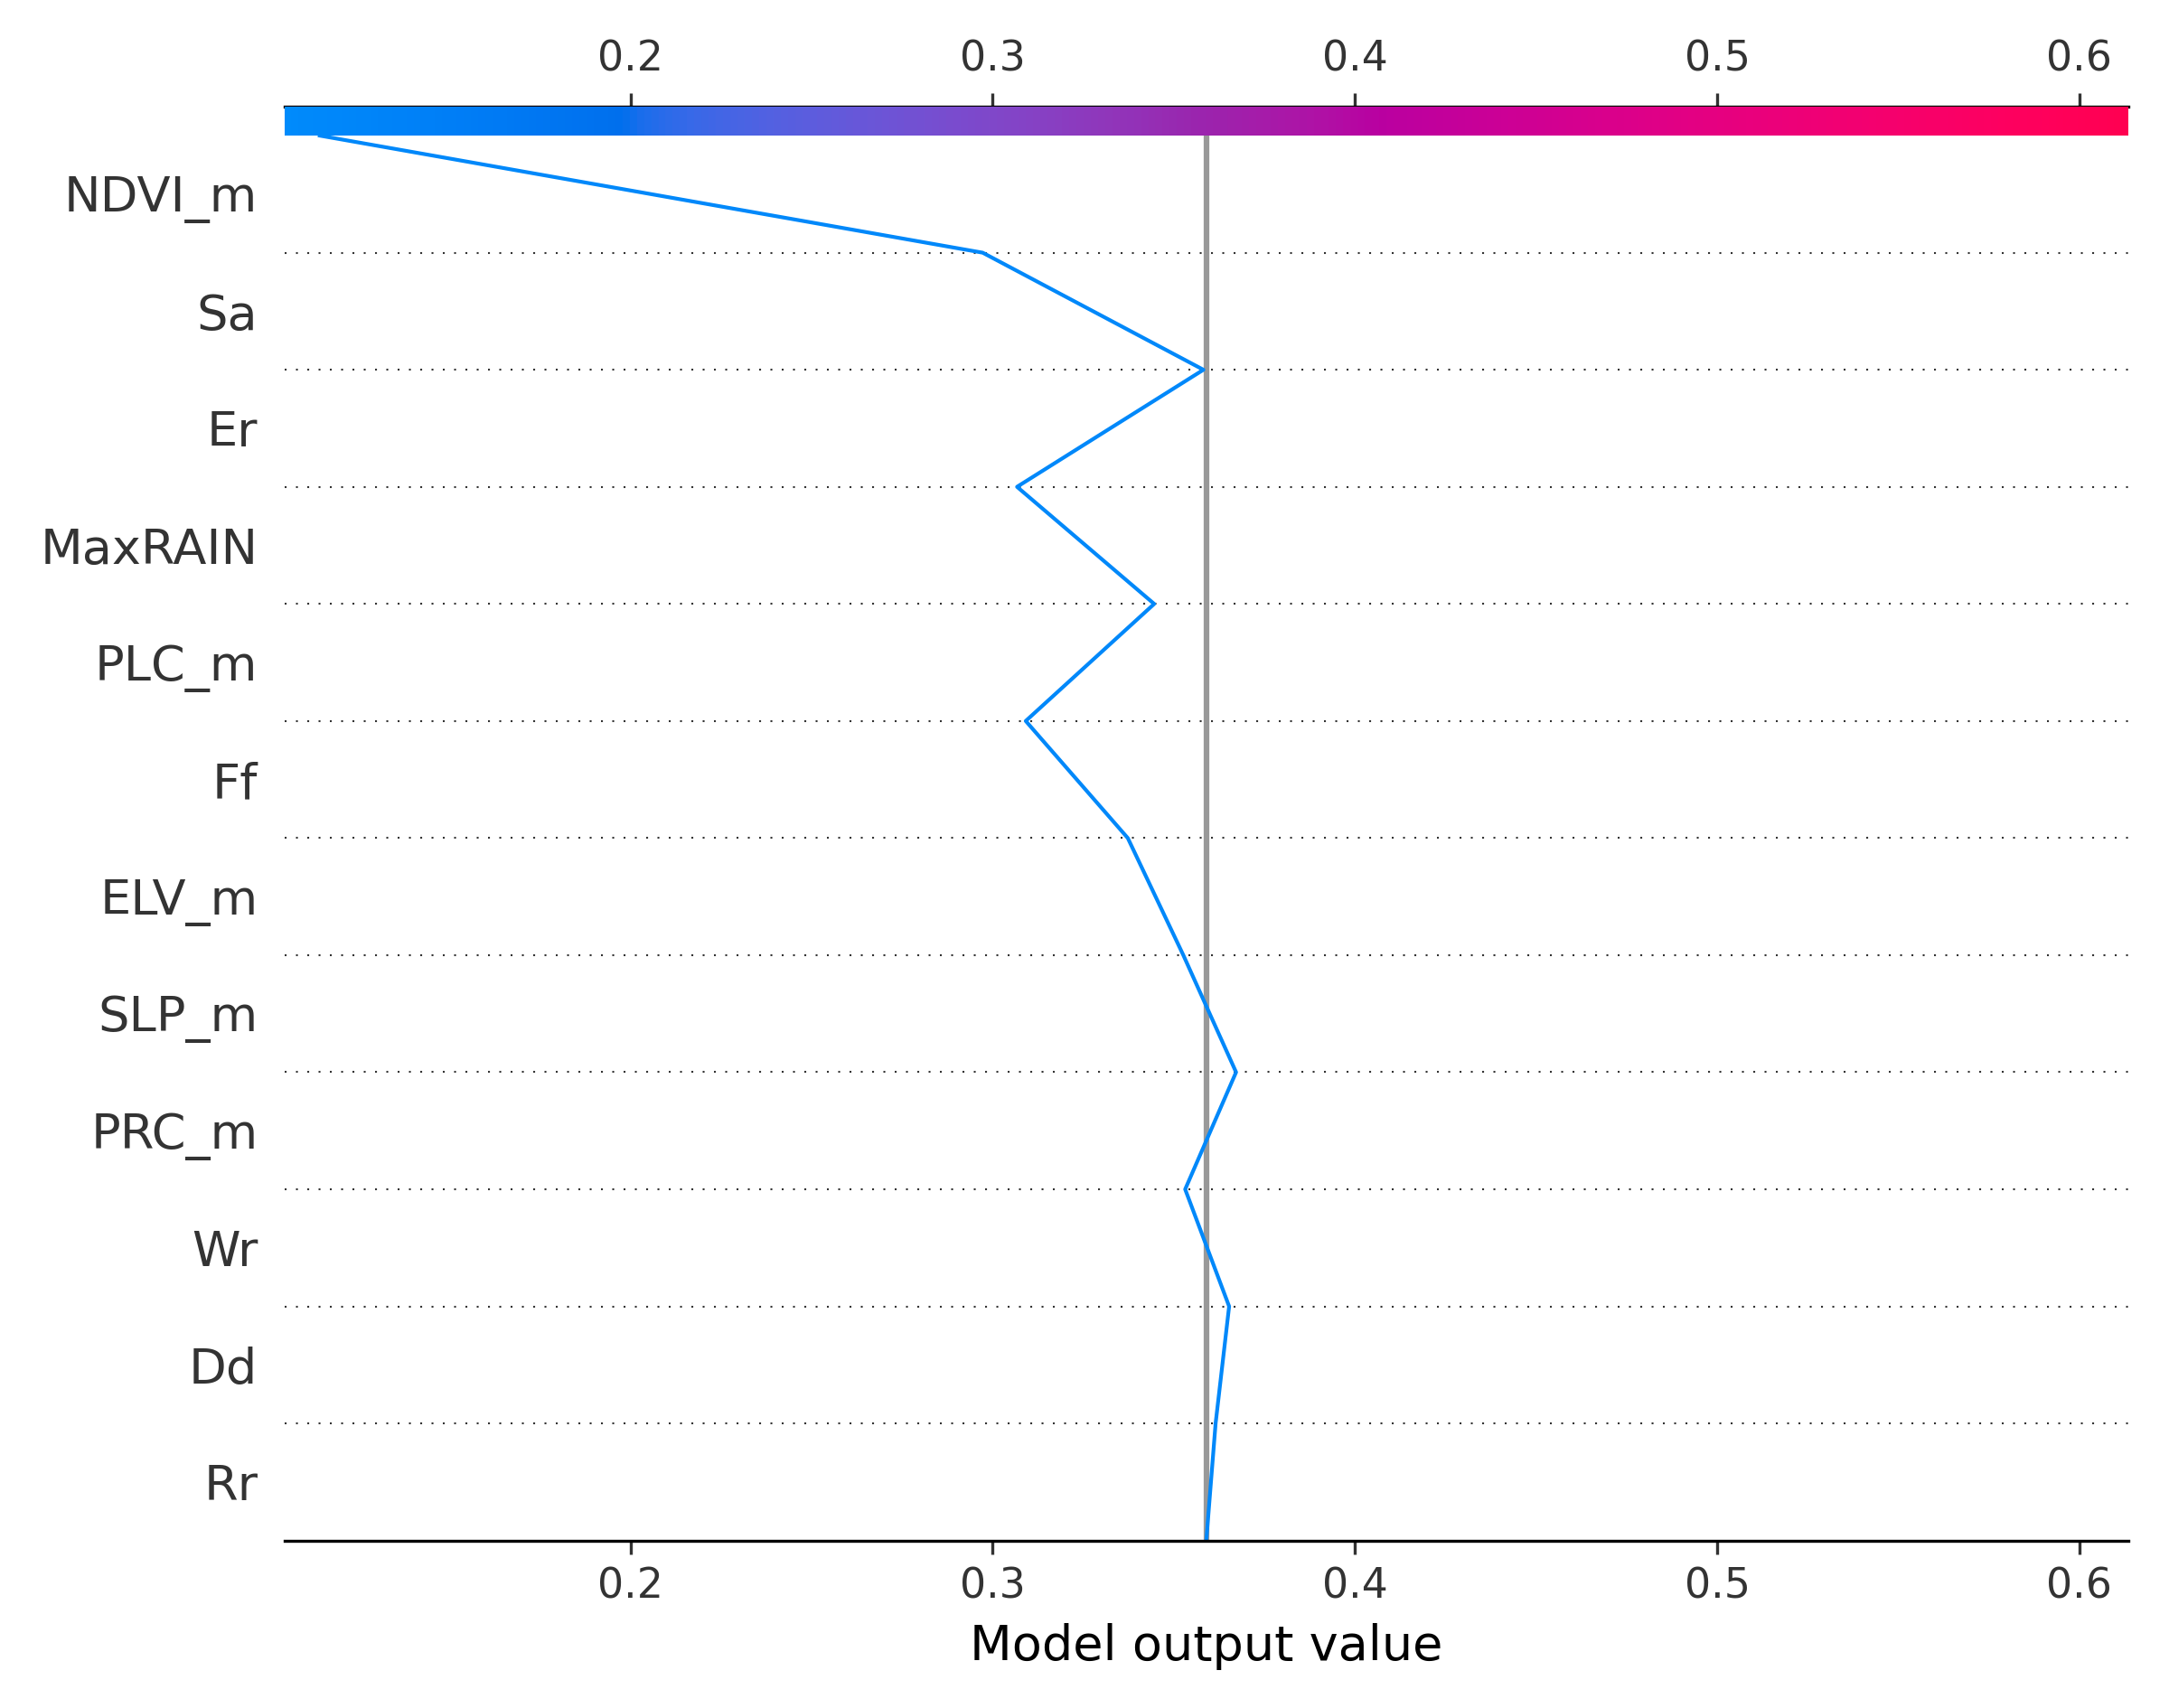 0.2 0.3 0.4 0.5 0.6
NDVI_m
Sa
Er
MaxRAIN
PLC_m
Ff
ELV_m
SLP_m
PRC_m
Wr
Dd
Rr
0.2 0.3 0.4 0.5 0.6
Model output value